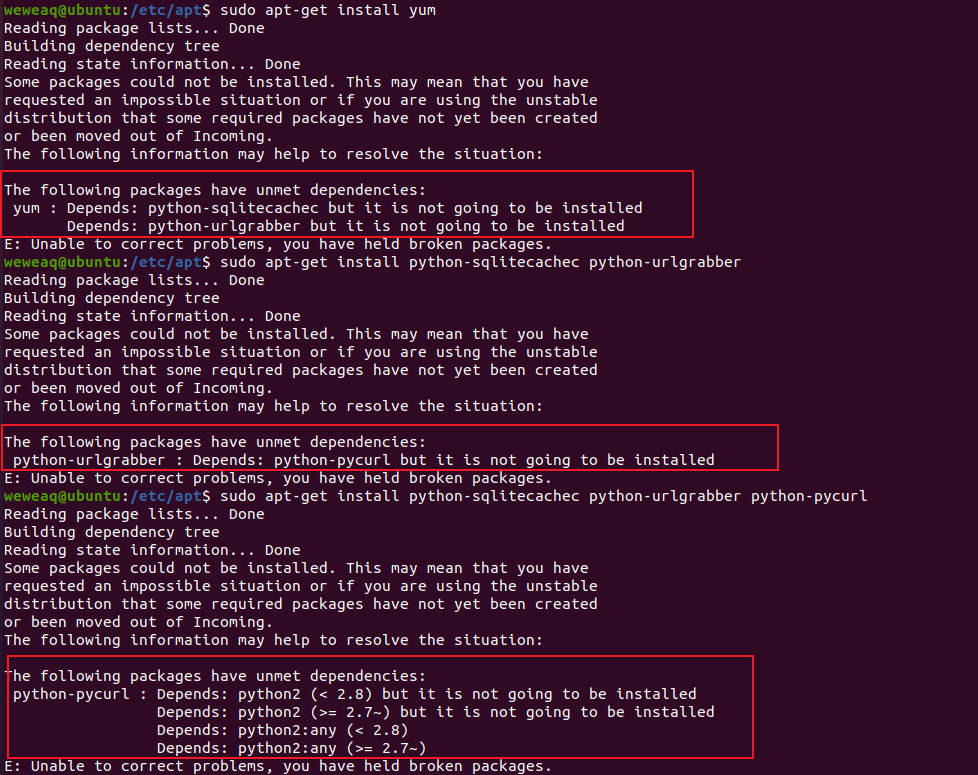 weweaq@ubuntu:/etc/apt$ sudo apt-get install yum
Reading package lists... Done
Building dependency tree
Reading state information... Done
Some packages could not be installed. This may mean that you have
requested an impossible situation or if you are using the unstable
distribution that some required packages have not yet been created
or been moved out of Incoming.
The following information may help to resolve the situation:
The following packages have unmet dependencies:
yum : Depends: python-sqlitecachec but it is not going to be installed
Depends: python-urlgrabber but it is not going to be installed
E: Unable to correct problems, you have held broken packages.
weweaq@ubuntu:/etc/apt$ sudo apt-get install python-sqlitecachec python-urlgrabber
Reading package lists... Done
Building dependency tree
Reading state information... Done
Some packages could not be installed. This may mean that you have
requested an impossible situation or if you are using the unstable
distribution that some required packages have not yet been created
or been moved out of Incoming.
The following information may help to resolve the situation:
The following packages have unmet dependencies:
python-urlgrabber : Depends: python-pycurl but it is not going to be installed
E: Unable to correct problems, you have held broken packages.
weweaq@ubuntu:/etc/apt$ sudo apt-get install python-sqlitecachec python-urlgrabber python-pycurl
Reading package lists... Done
Building dependency tree
Reading state information... Done
Some packages could not be installed. This may mean that you have
requested an impossible situation or if you are using the unstable
distribution that some required packages have not yet been created
or been moved out of Incoming.
The following information may help to resolve the situation:
The following packages have unmet dependencies:
python-pycurl : Depends: python2 (< 2.8) but it is not going to be installed
Depends: python2 (>= 2.7~) but it is not going to be installed
Depends: python2:any (< 2.8)
Depends: python2:any (>= 2.7~)
E: Unable to correct problems, you have held broken packages.